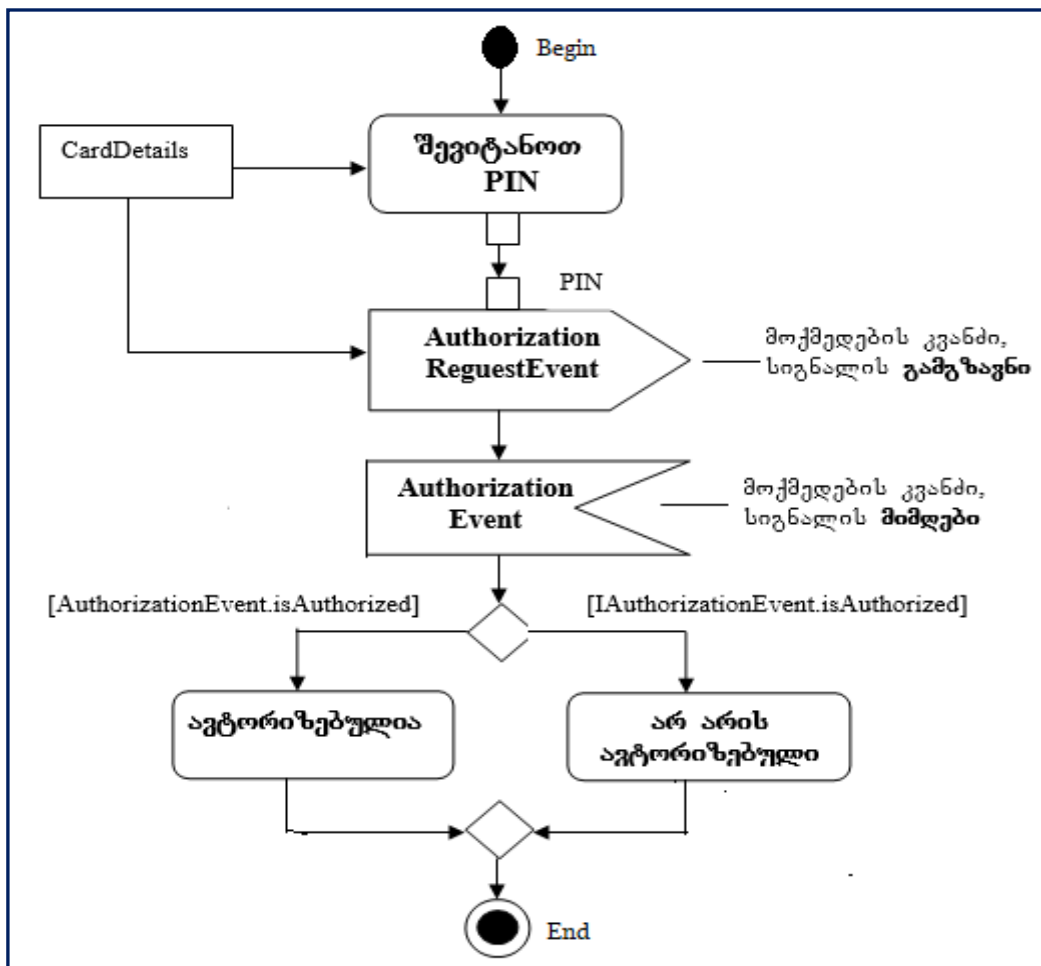 Begin
CardDetails
შევიტანოთ
PIN
PIN
Authorization
ReguestEvent
მოქმედების კვანძი,
სიგნალის გამგზავნი
Authorization
Event
მოქმედების კვანძი,
სიგნალის მიმღები
[AuthorizationEvent.isAuthorized]
[IAuthorizationEvent.isAuthorized]
ავტორიზებულია
არ არის
ავტორიზებული
End